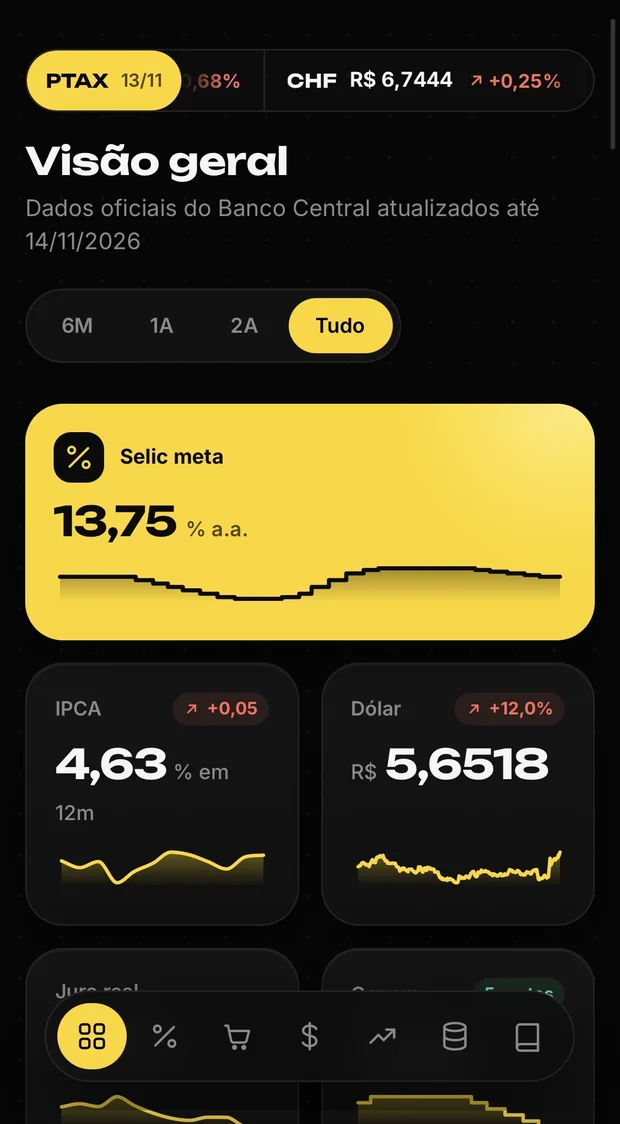 PTAX 13/11 0,68% CHF R$ 6,7444 +0,25%
Visão geral
Dados oficiais do Banco Central atualizados até
14/11/2026
6M 1A 2A Tudo
Selic meta
13,75 % a.a.
IPCA +0,05
4,63 % em
12m
Dólar +12,0%
R$ 5,6518
Juro real